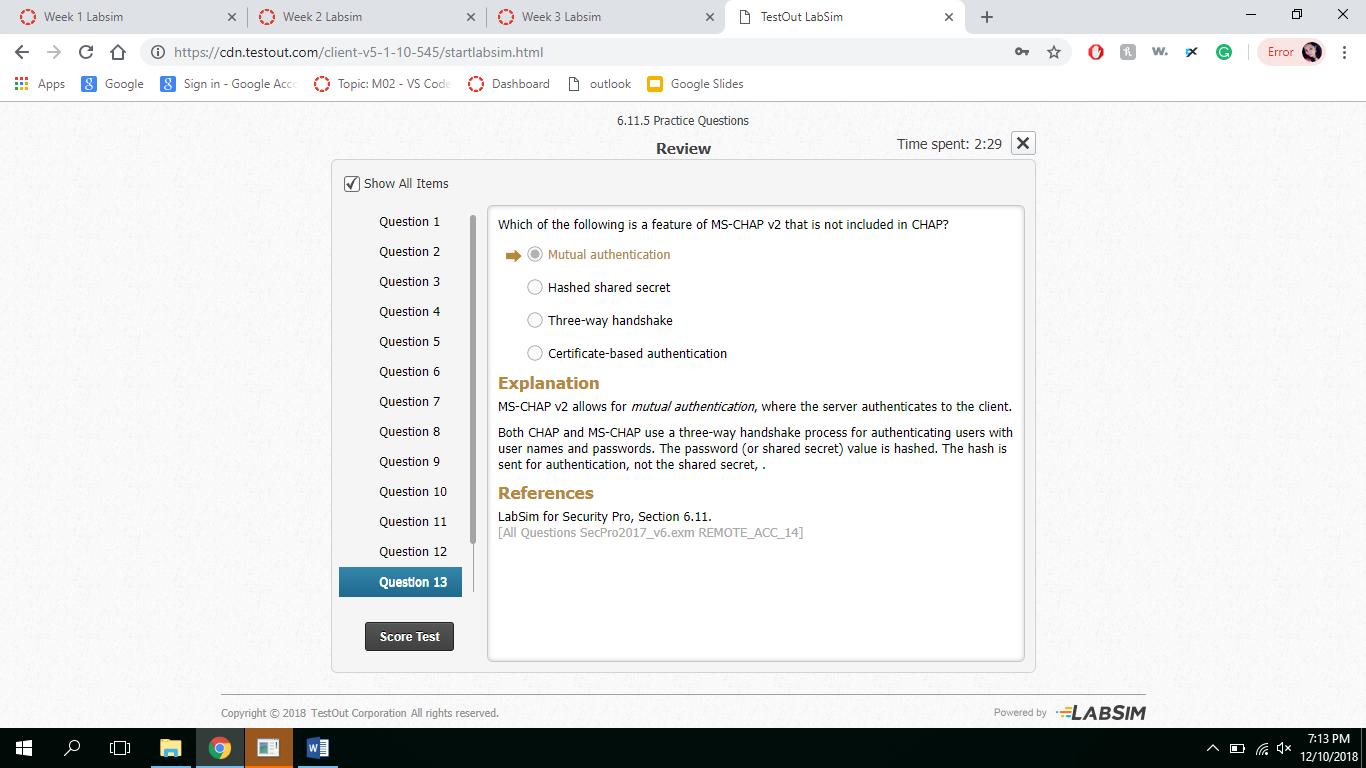 Week 1 Labsim
Week 2 Labsim
Week 3 Labsim
TestOut LabSim
https://cdn.testout.com/client-v5-1-10-545/startlabsim.html
Error
Apps
Google
Sign in - Google Acco
Topic: M02 - VS Code
Dashboard
outlook
Google Slides
6.11.5 Practice Questions
Review
Time spent: 2:29
Show All Items
Question 1
Question 2
Question 3
Question 4
Question 5
Question 6
Question 7
Question 8
Question 9
Question 10
Question 11
Question 12
Question 13
Score Test
Which of the following is a feature of MS-CHAP v2 that is not included in CHAP?
Mutual authentication
Hashed shared secret
Three-way handshake
Certificate-based authentication
Explanation
MS-CHAP v2 allows for mutual authentication, where the server authenticates to the client.
Both CHAP and MS-CHAP use a three-way handshake process for authenticating users with
user names and passwords. The password (or shared secret) value is hashed. The hash is
sent for authentication, not the shared secret, .
References
LabSim for Security Pro, Section 6.11.
[All Questions SecPro2017_v6.exm REMOTE_ACC_14]
Copyright © 2018 TestOut Corporation All rights reserved.
Powered by LABSIM
7:13 PM
12/10/2018